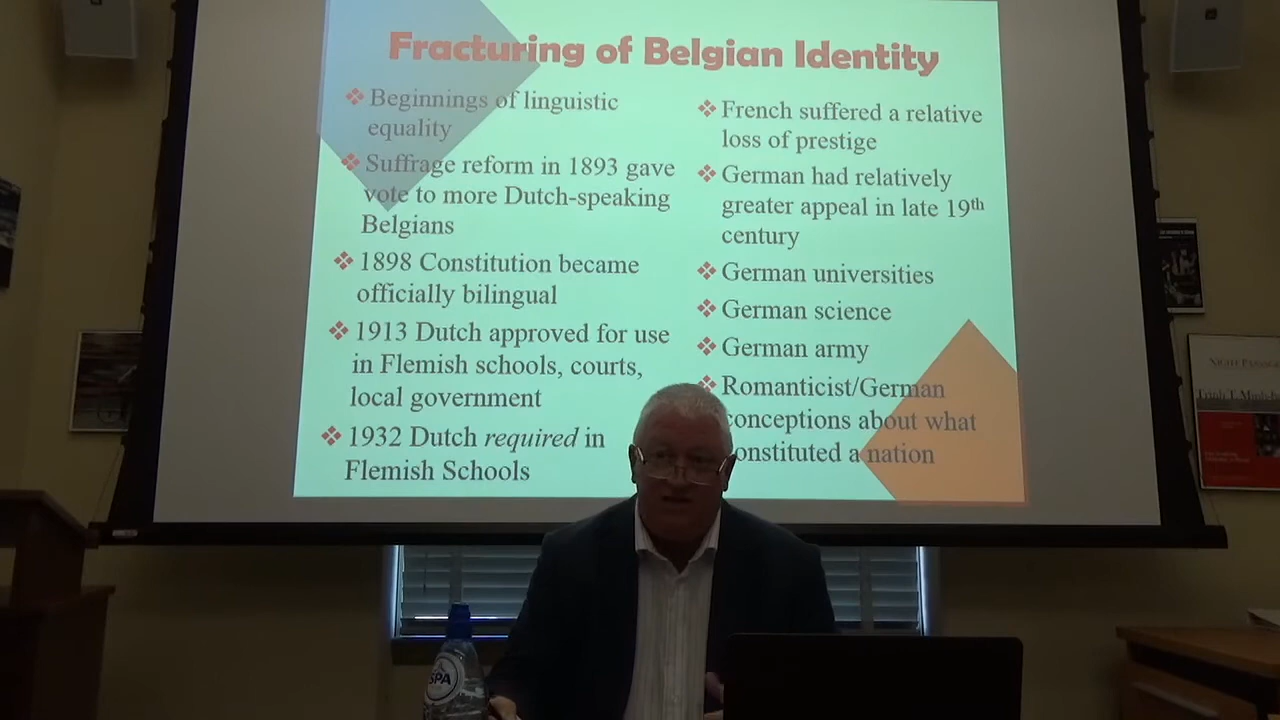 Fracturing of Belgian Identity
❖ Beginnings of linguistic
equality
❖ Suffrage reform in 1893 gave
vote to more Dutch-speaking
Belgians
❖ 1898 Constitution became
officially bilingual
❖ 1913 Dutch approved for use
in Flemish schools, courts,
local government
❖ 1932 Dutch required in
Flemish Schools
❖ French suffered a relative
loss of prestige
❖ German had relatively
greater appeal in late 19th
century
❖ German universities
❖ German science
❖ German army
❖ Romanticist/German
conceptions about what
constituted a nation
SPA